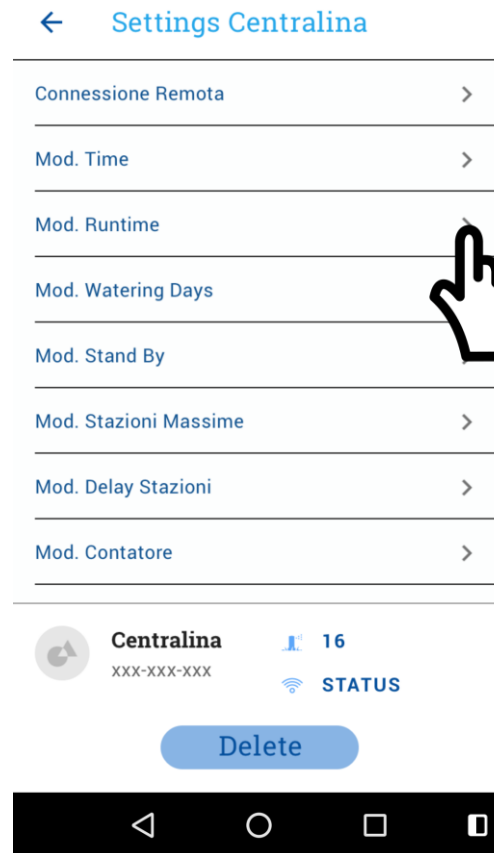 Settings Centralina
Connessione Remota
Mod. Time
Mod. Runtime
Mod. Watering Days
Mod. Stand By
Mod. Stazioni Massime
Mod. Delay Stazioni
Mod. Contatore
Centralina 16
xxx-xxx-xxx STATUS
Delete